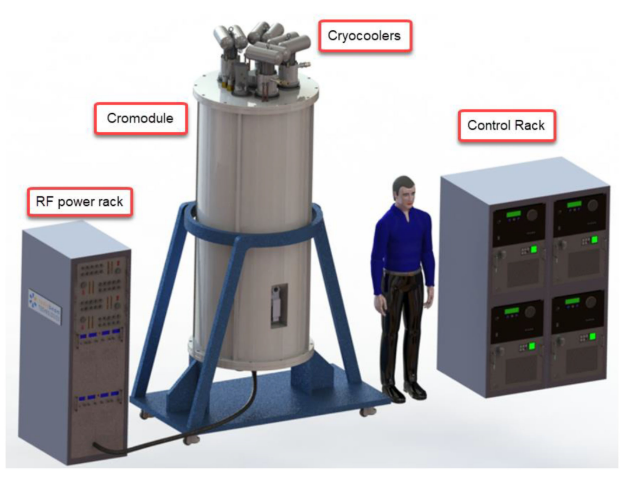 Cryocoolers
Cromodule
Control Rack
RF power rack